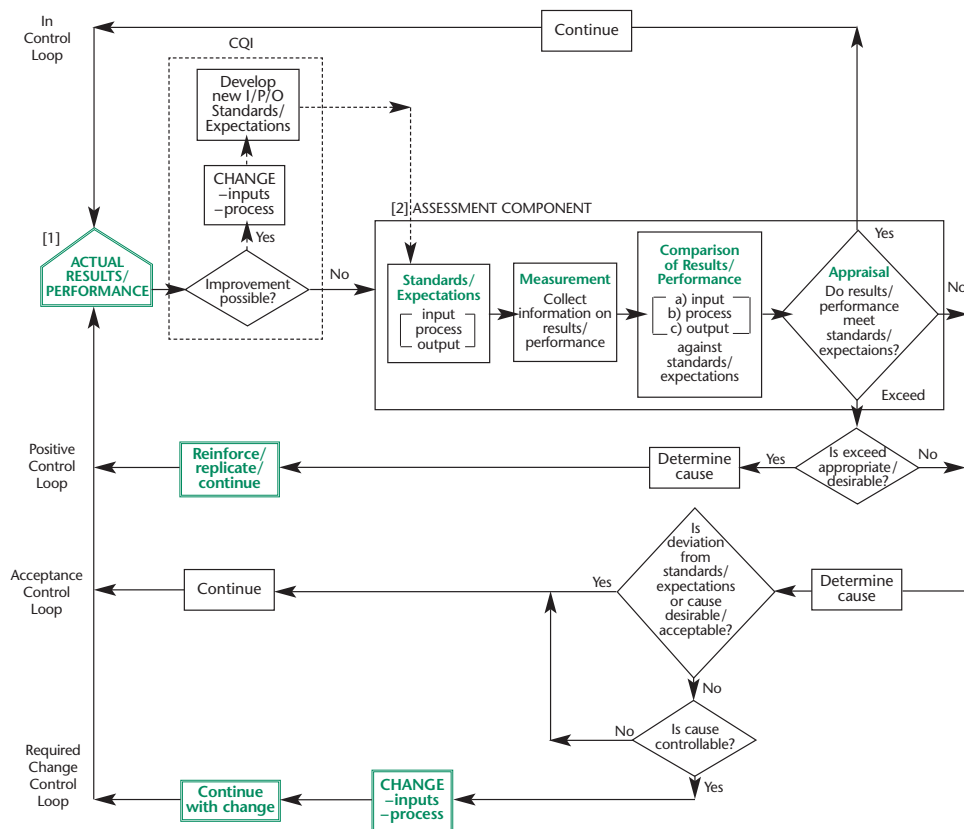 In
Control
Loop
Continue
CQI
Develop
new I/P/O
Standards/
Expectations
CHANGE
–inputs
–process
Yes
[1]
ACTUAL
RESULTS/
PERFORMANCE
Improvement
possible?
No
[2] ASSESSMENT COMPONENT
Standards/
Expectations
input
process
output
Measurement
Collect
information on
results/
performance
Comparison
of Results/
Performance
a) input
b) process
c) output
against
standards/
expectations
Yes
Appraisal
Do results/
performance
meet
standards/
expectaions?
No
Exceed
Positive
Control
Loop
Reinforce/
replicate/
continue
Determine
cause
Yes
Is exceed
appropriate/
desirable?
No
Acceptance
Control
Loop
Continue
Yes
Is
deviation
from
standards/
expectations
or cause
desirable/
acceptable?
Determine
cause
No
No
Is cause
controllable?
Yes
Required
Change
Control
Loop
Continue
with change
CHANGE
–inputs
–process